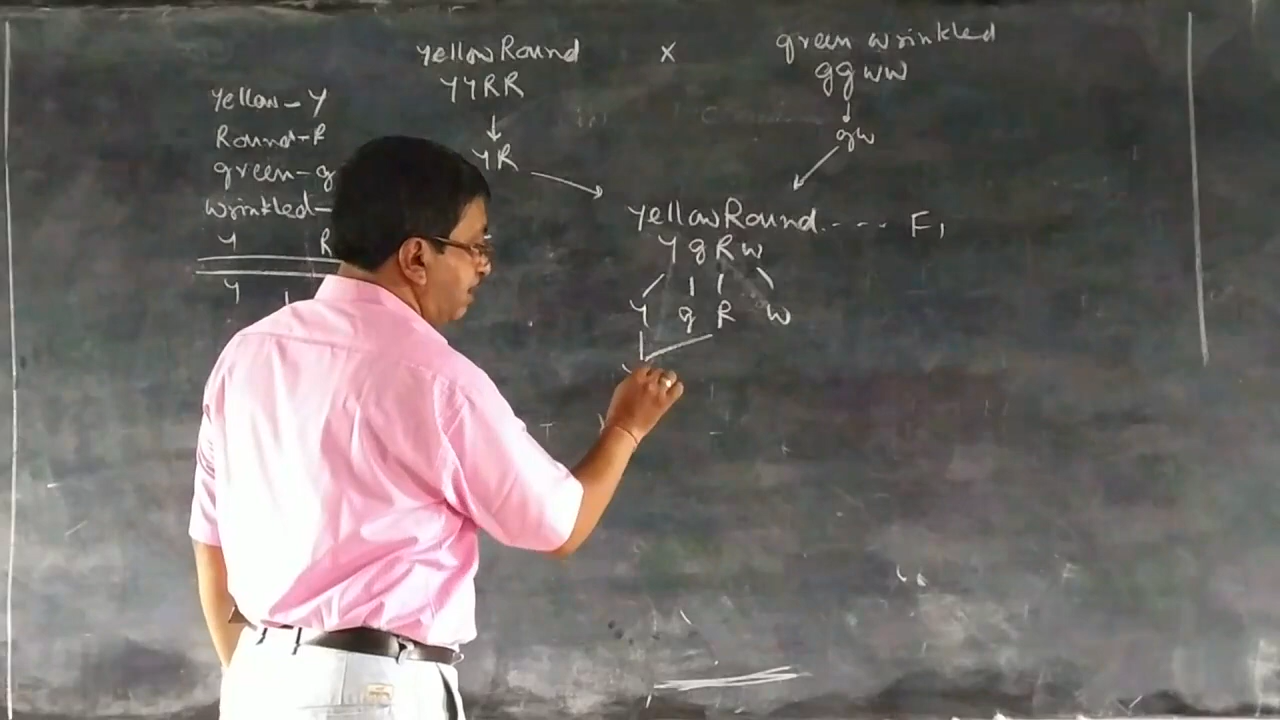 yellow Round x green wrinkled
YYRR ggww
YR gw
Yellow - Y
Round - R
green - g
wrinkled -
yellow Round .... F1
YgRw
Y g R w
Y R
Y